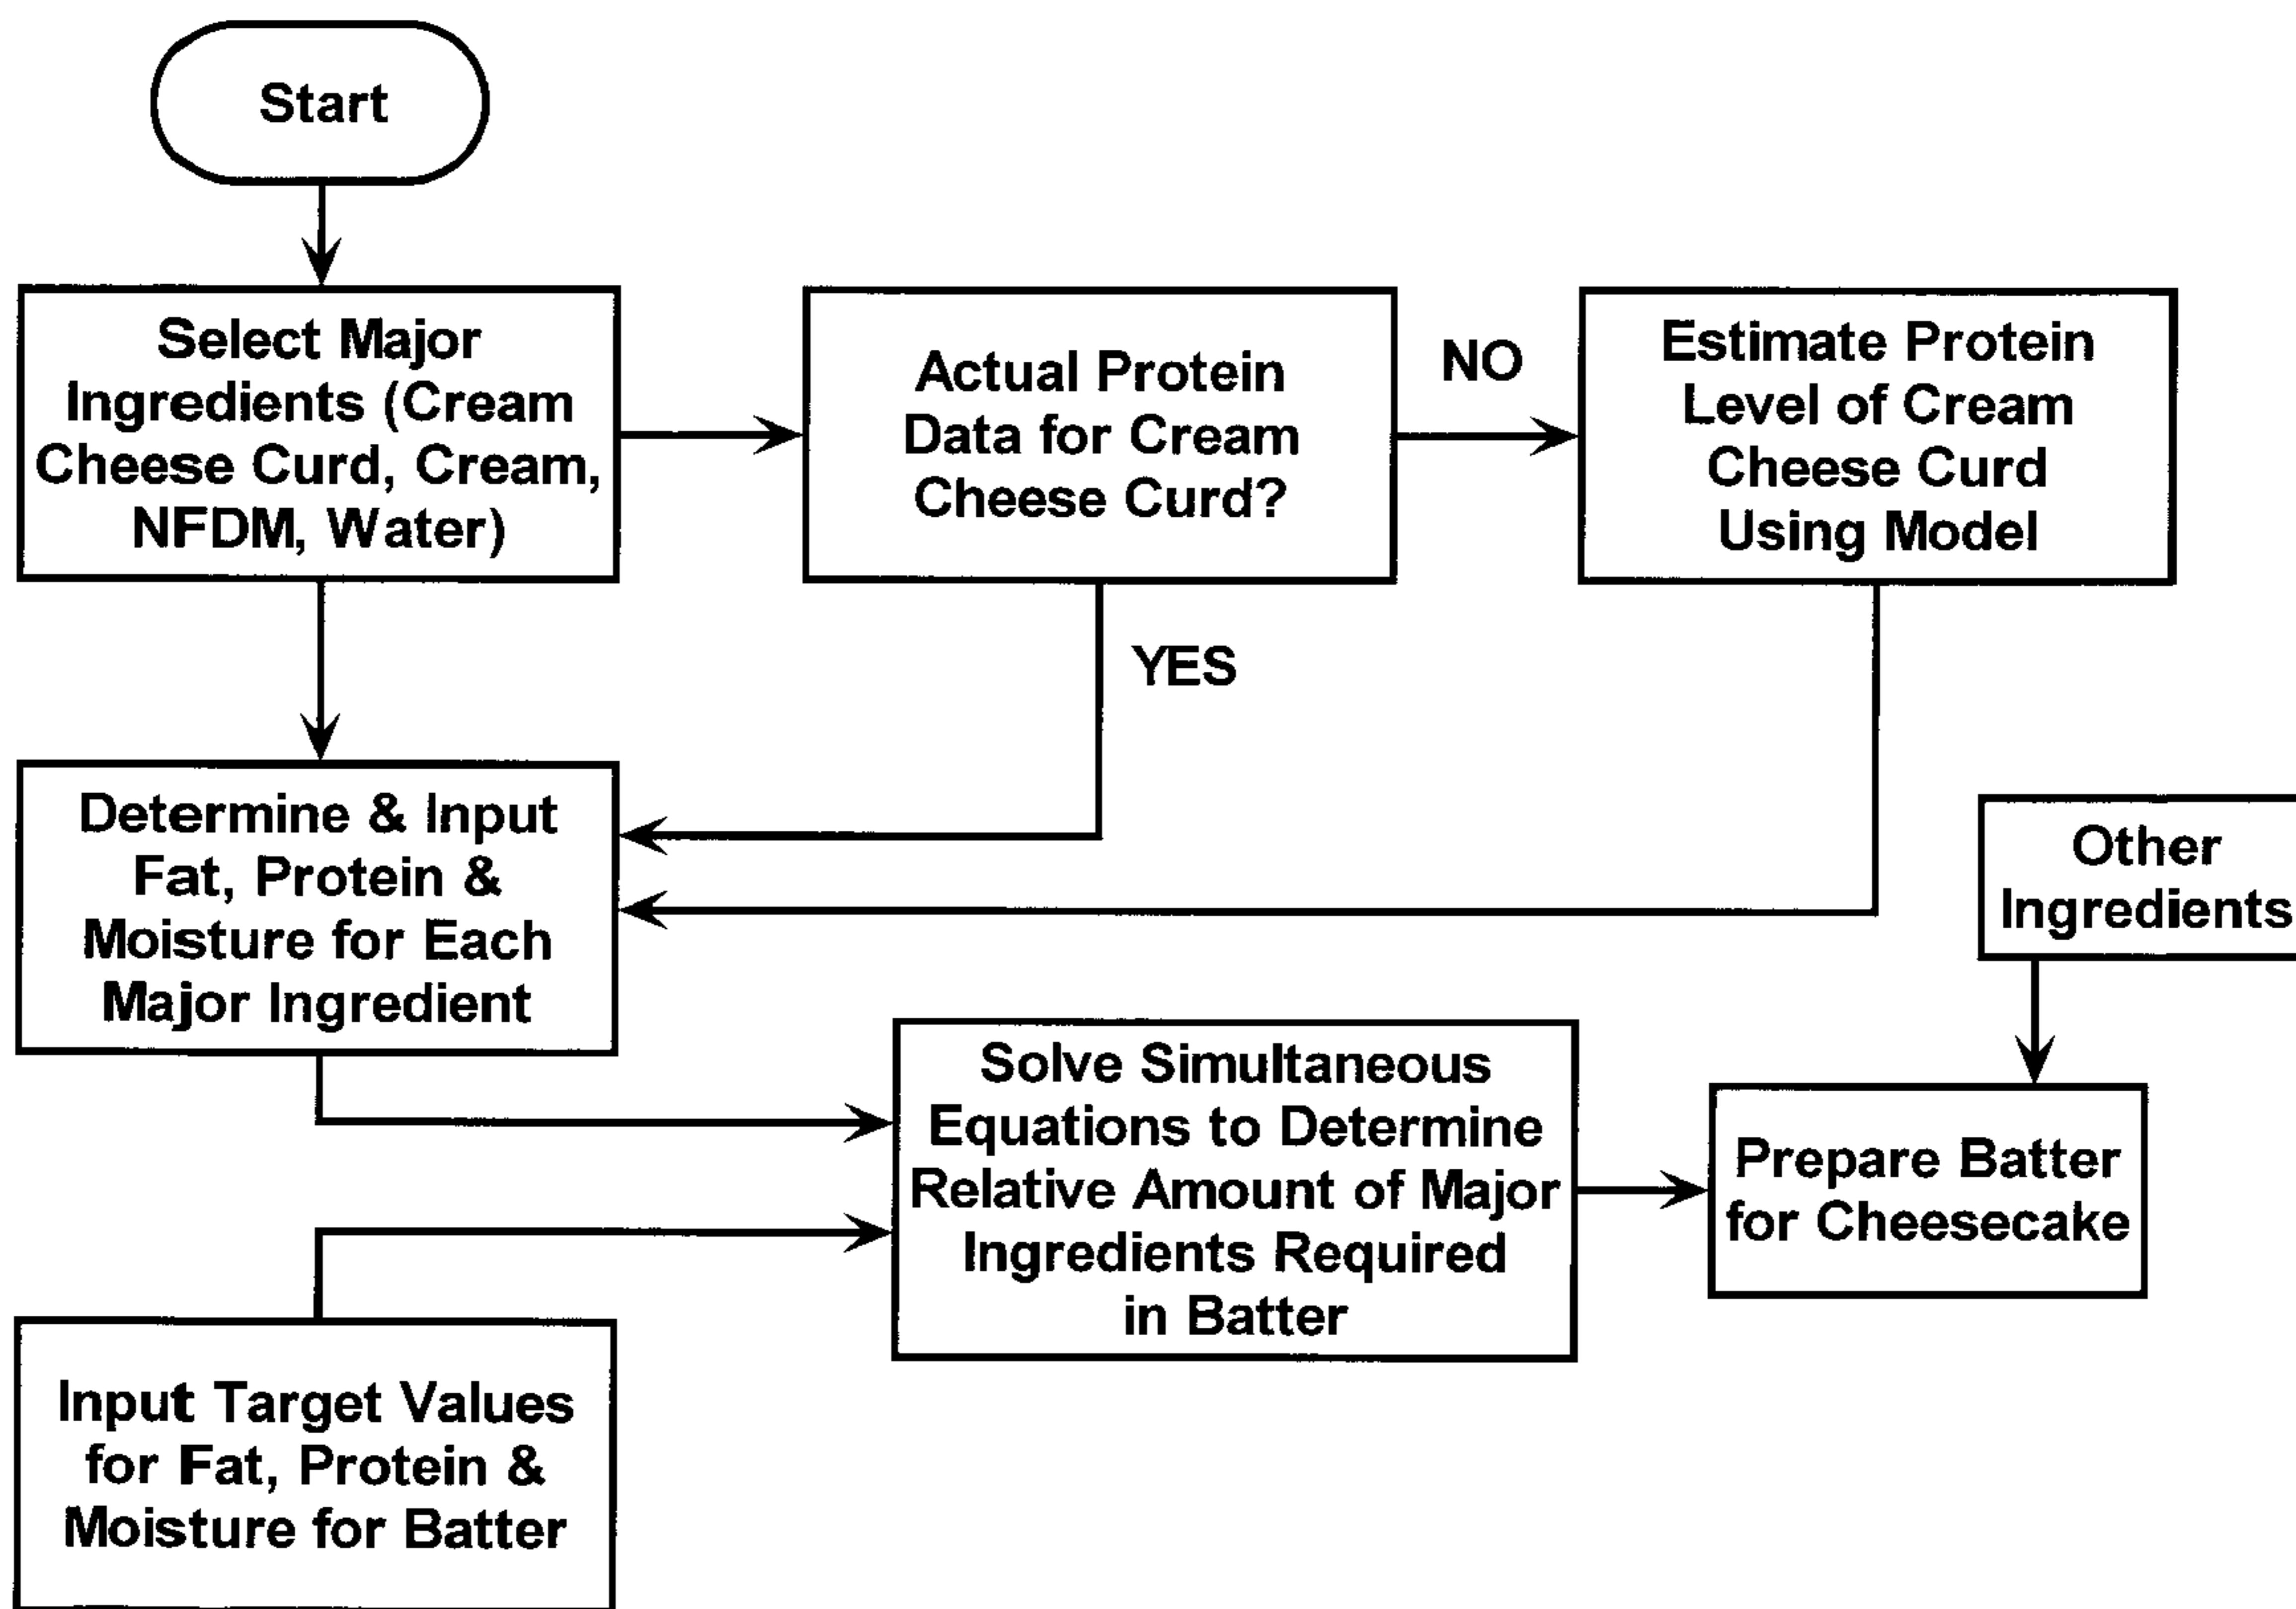 Start
Select Major
Ingredients (Cream
Cheese Curd, Cream,
NFDM, Water)
Actual Protein
Data for Cream
Cheese Curd?
NO
Estimate Protein
Level of Cream
Cheese Curd
Using Model
YES
Determine & Input
Fat, Protein &
Moisture for Each
Major Ingredient
Other
Ingredients
Solve Simultaneous
Equations to Determine
Relative Amount of Major
Ingredients Required
in Batter
Prepare Batter
for Cheesecake
Input Target Values
for Fat, Protein &
Moisture for Batter